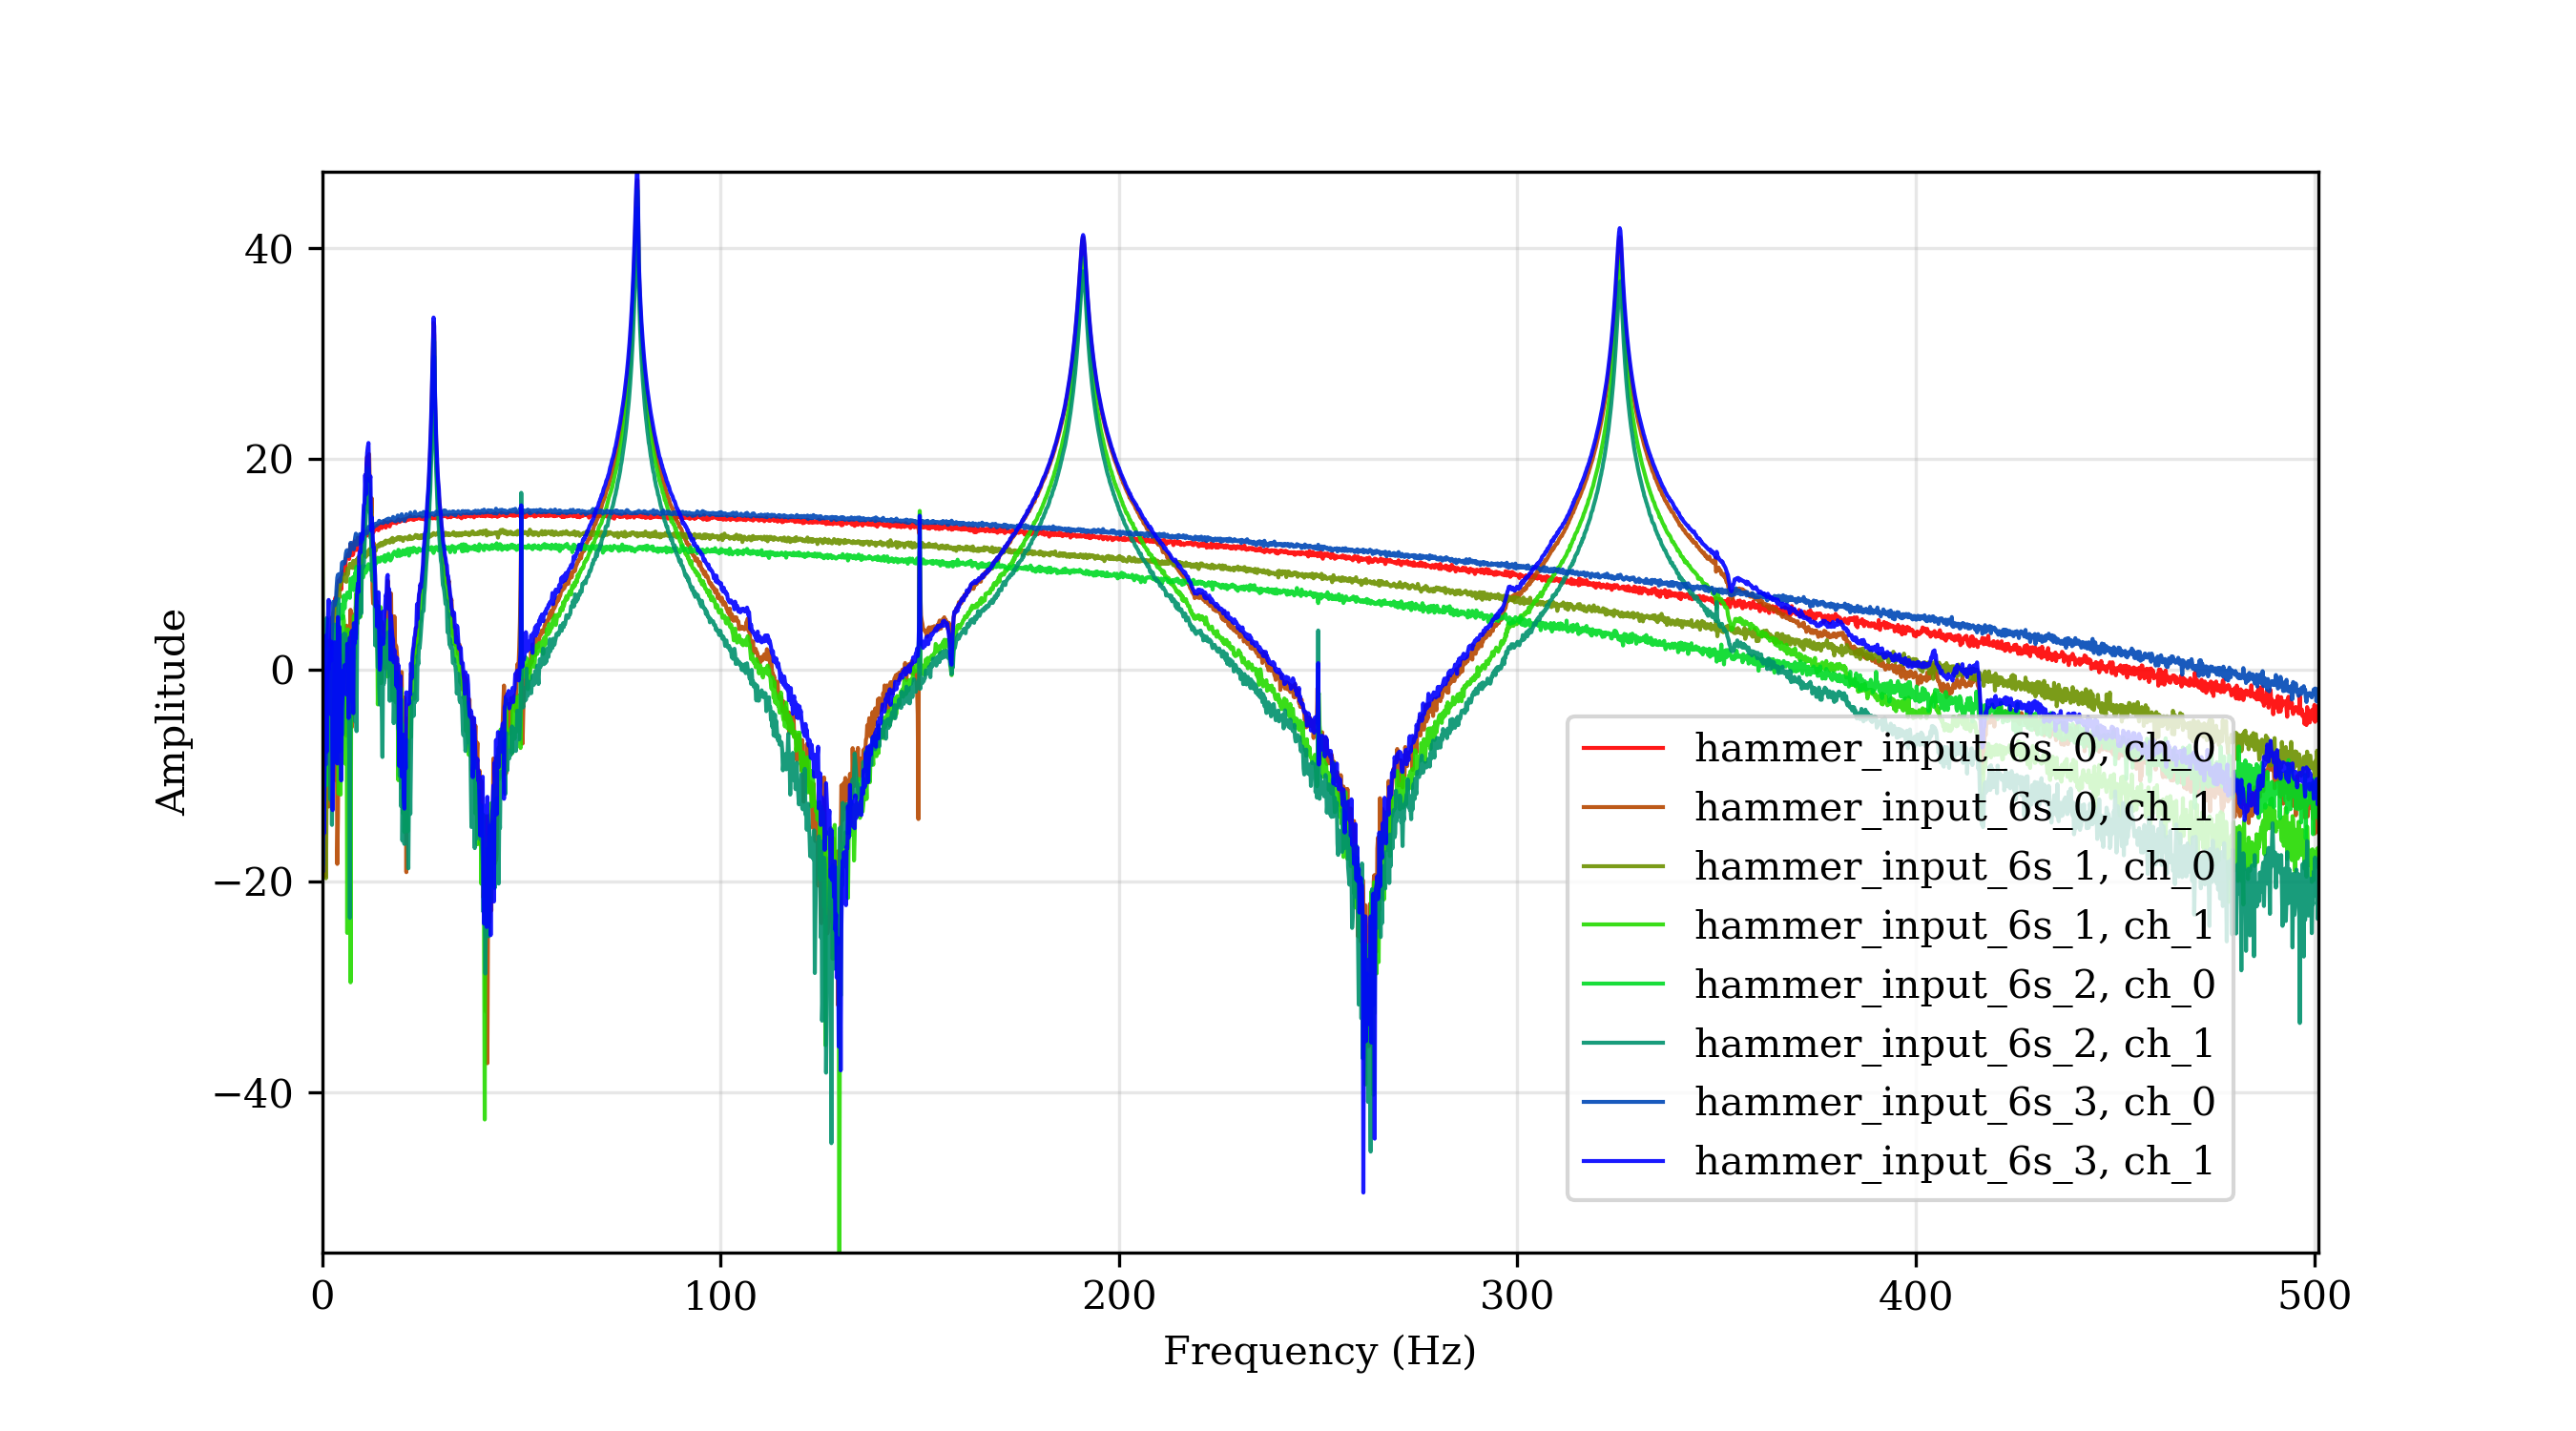 40
20
0
−20
−40
Amplitude
0 100 200 300 400 500
Frequency (Hz)
hammer_input_6s_0, ch_0
hammer_input_6s_0, ch_1
hammer_input_6s_1, ch_0
hammer_input_6s_1, ch_1
hammer_input_6s_2, ch_0
hammer_input_6s_2, ch_1
hammer_input_6s_3, ch_0
hammer_input_6s_3, ch_1